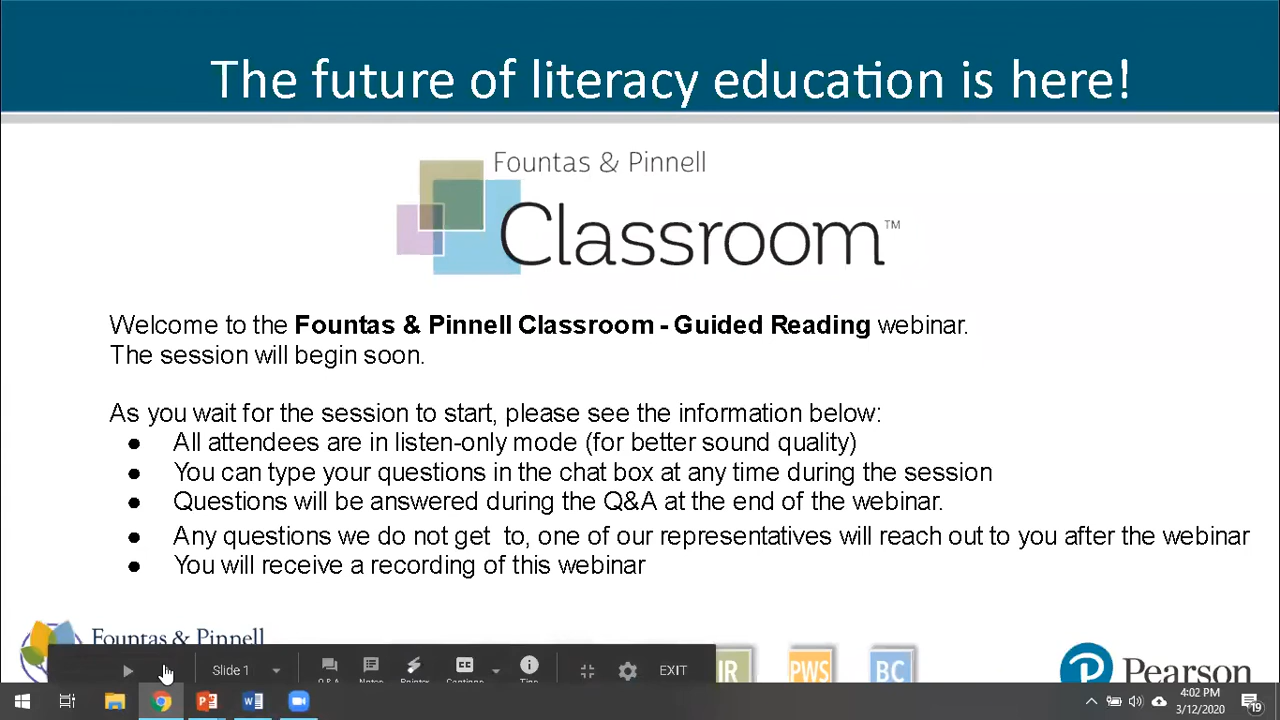 The future of literacy education is here!
Fountas & Pinnell
Classroom™
Welcome to the Fountas & Pinnell Classroom - Guided Reading webinar.
The session will begin soon.
As you wait for the session to start, please see the information below:
● All attendees are in listen-only mode (for better sound quality)
● You can type your questions in the chat box at any time during the session
● Questions will be answered during the Q&A at the end of the webinar.
● Any questions we do not get  to, one of our representatives will reach out to you after the webinar
● You will receive a recording of this webinar
Fountas & Pinnell
IR PWS BC
Pearson
Slide 1 Q & A Notes Pointer Captions Tips EXIT
4:02 PM
3/12/2020
19